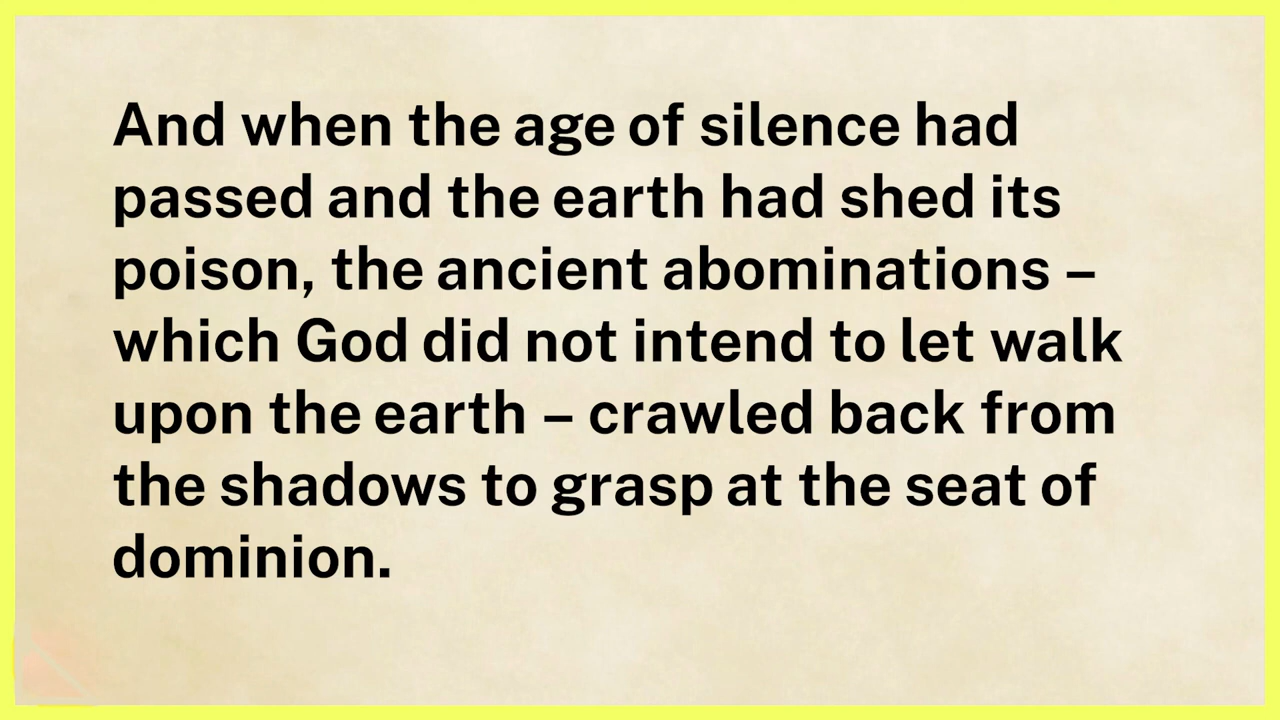 And when the age of silence had
passed and the earth had shed its
poison, the ancient abominations –
which God did not intend to let walk
upon the earth – crawled back from
the shadows to grasp at the seat of
dominion.